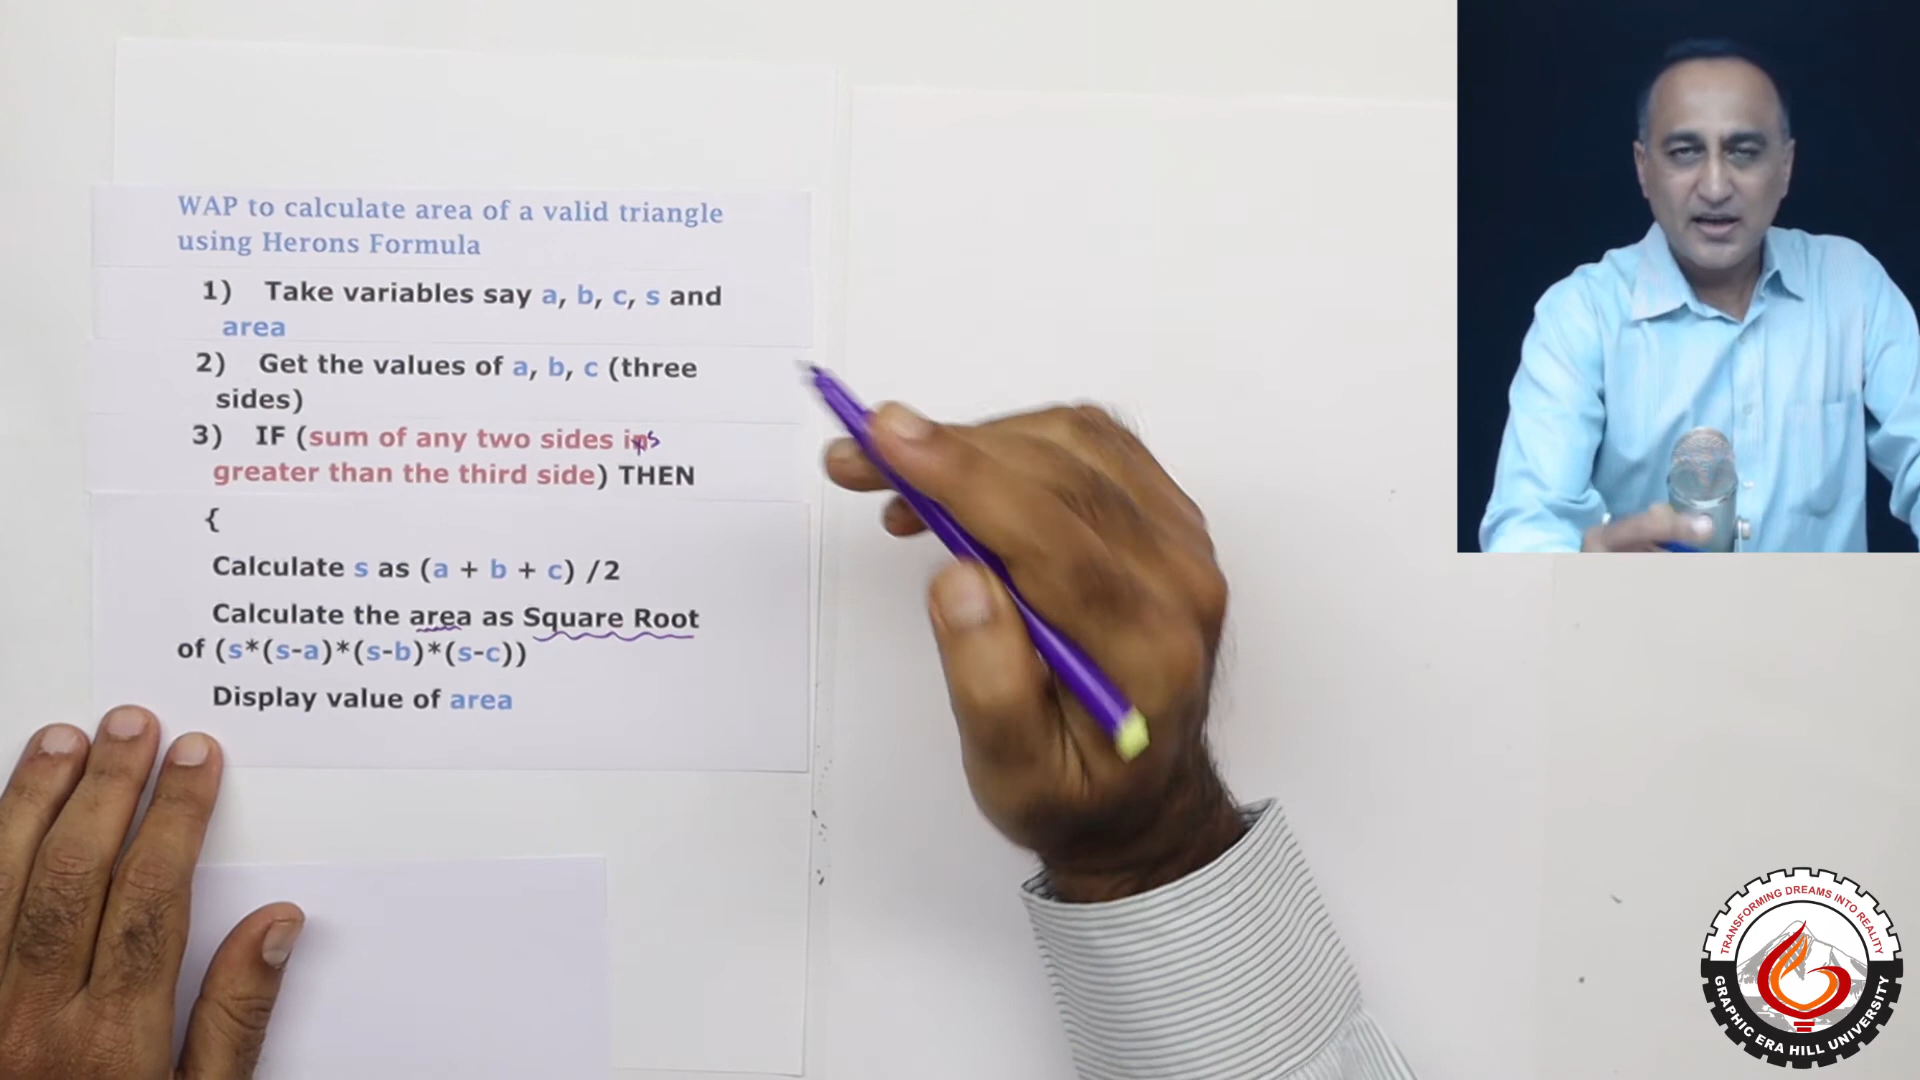 WAP to calculate area of a valid triangle
using Herons Formula
1) Take variables say a, b, c, s and
area
2) Get the values of a, b, c (three
sides)
3) IF (sum of any two sides is
greater than the third side) THEN
{
Calculate s as (a + b + c) /2
Calculate the area as Square Root
of (s*(s-a)*(s-b)*(s-c))
Display value of area
TRANSFORMING DREAMS INTO REALITY
GRAPHIC ERA HILL UNIVERSITY